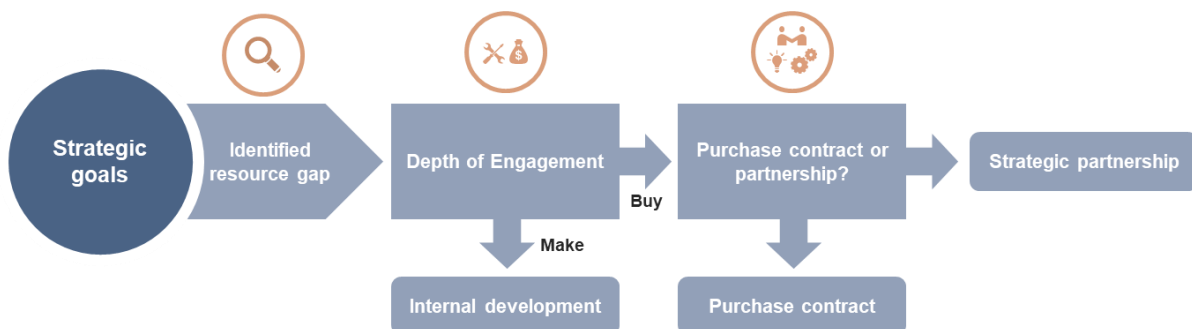 Strategic
goals
Identified
resource gap
Depth of Engagement
Buy
Purchase contract or
partnership?
Strategic partnership
Make
Internal development
Purchase contract
$